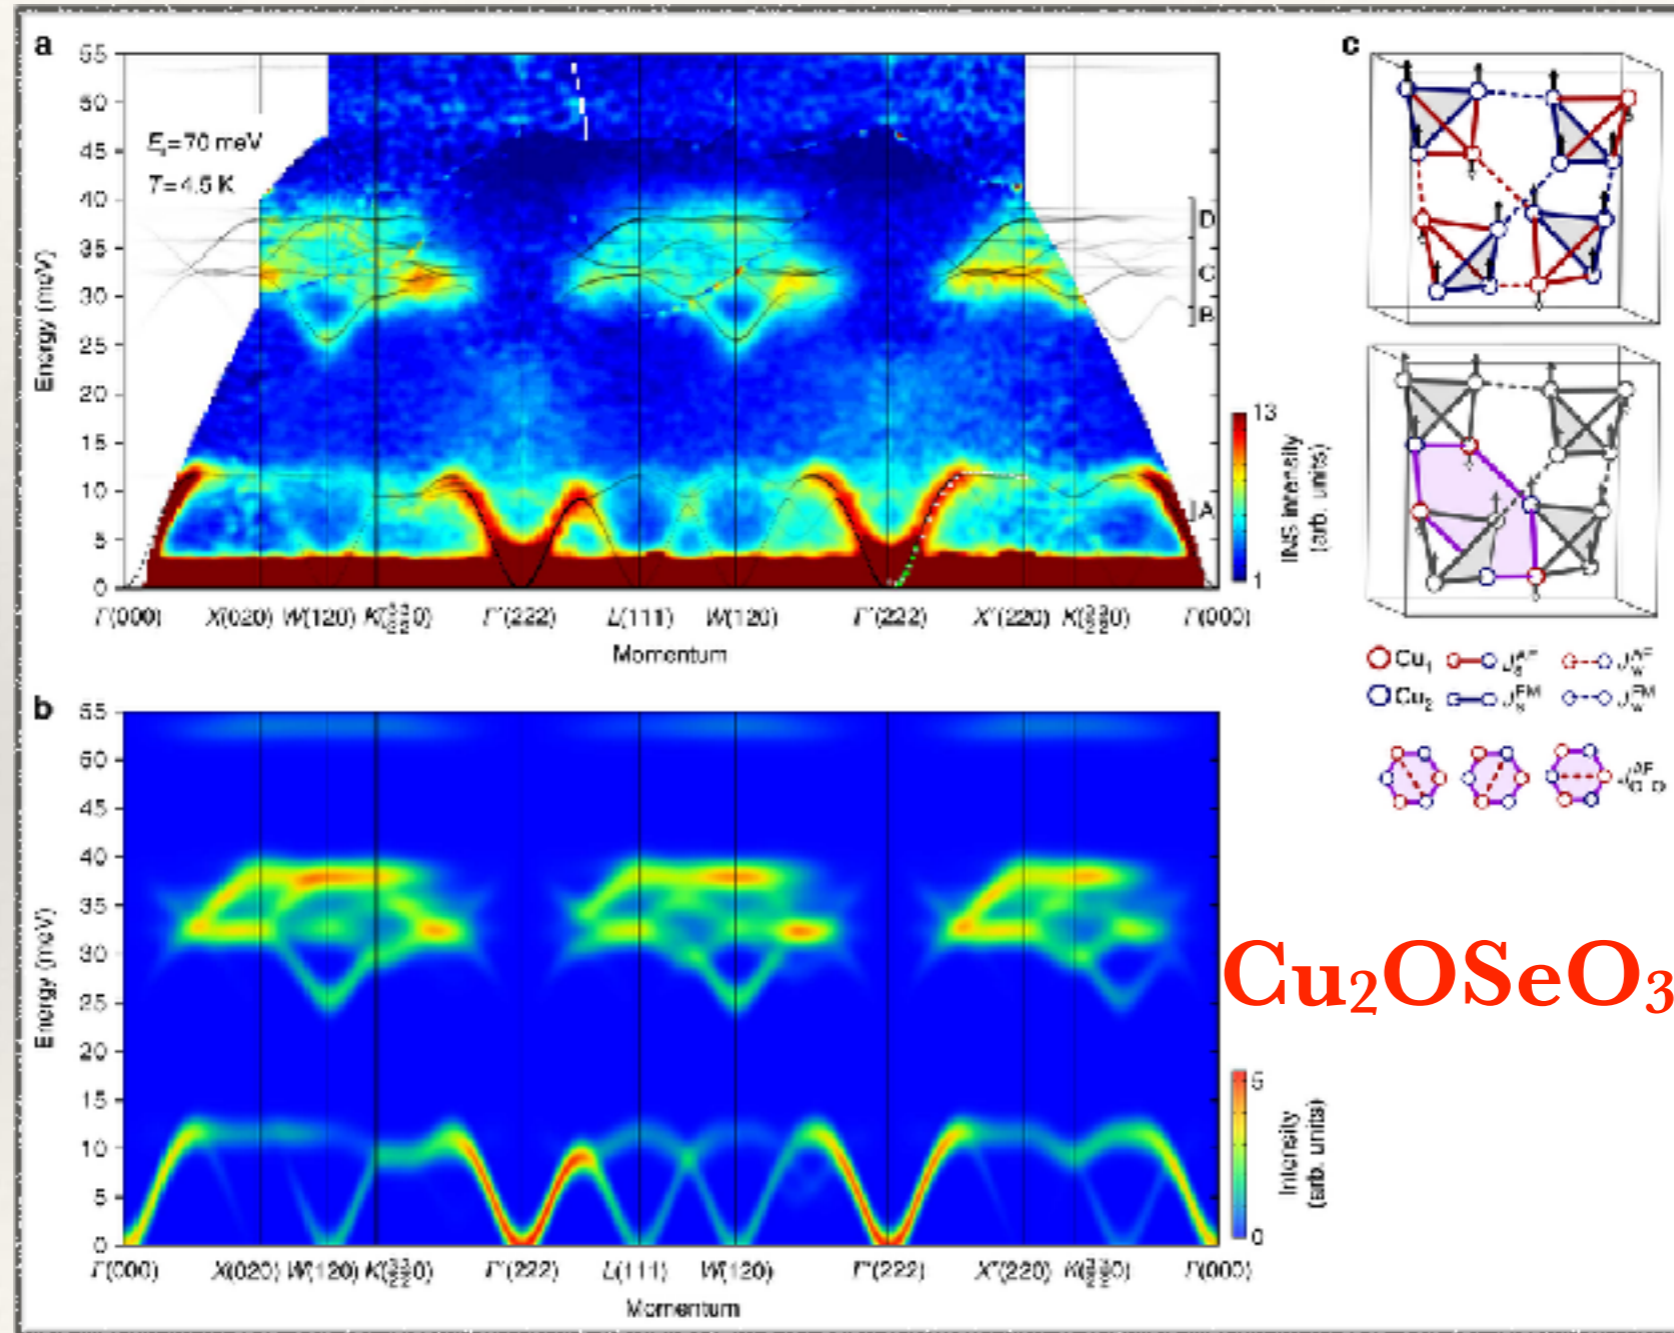 a
55
50
45
40
35
30
25
20
15
10
5
0
Energy (meV)
T=4.5 K
=70 meV
D
C
B
A
13
1
INS intensity
(arb. units)
Γ(000) X(020) W(120) Γ'(222) L(111) W(120) Γ'(222) X'(220) Γ(000)
Momentum
b
55
50
45
40
35
30
25
20
15
10
5
0
Energy (meV)
5
0
Intensity
(arb. units)
Γ(000) X(020) W(120) Γ'(222) L(111) W(120) Γ'(222) X'(220) Γ(000)
Momentum
c
Cu₁
Cu₂
Cu₂OSeO₃